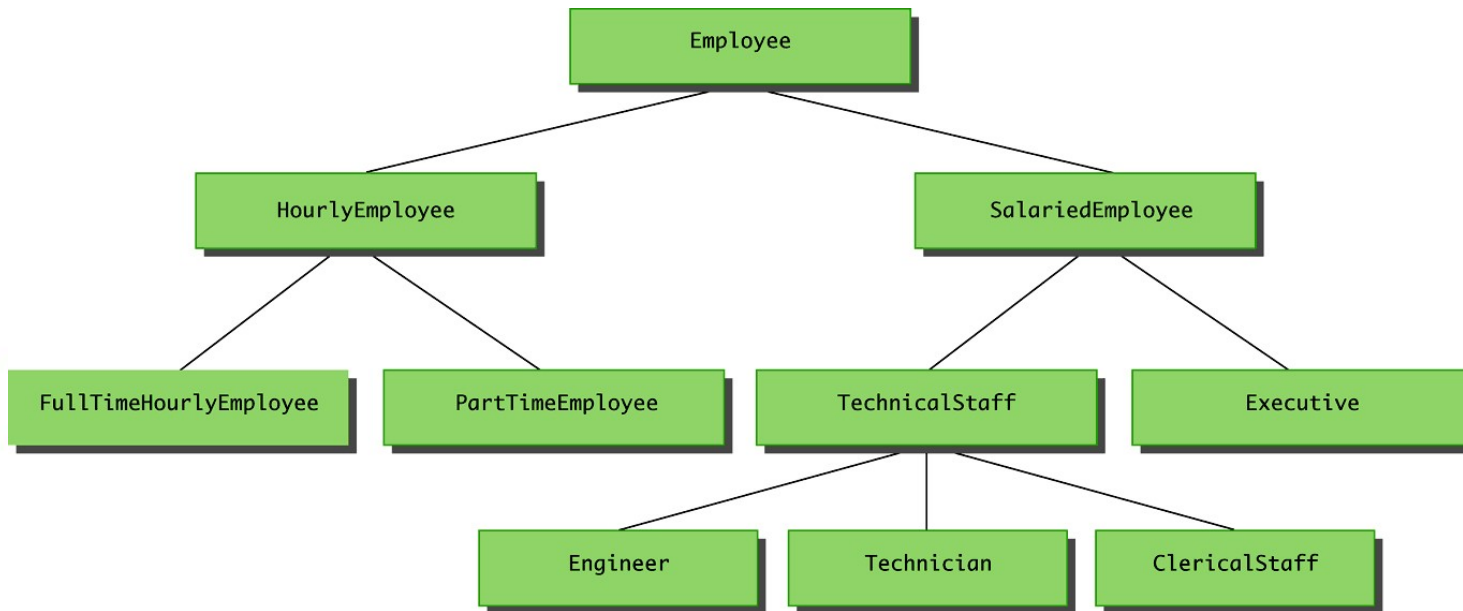 Employee
HourlyEmployee
SalariedEmployee
FullTimeHourlyEmployee
PartTimeEmployee
TechnicalStaff
Executive
Engineer
Technician
ClericalStaff